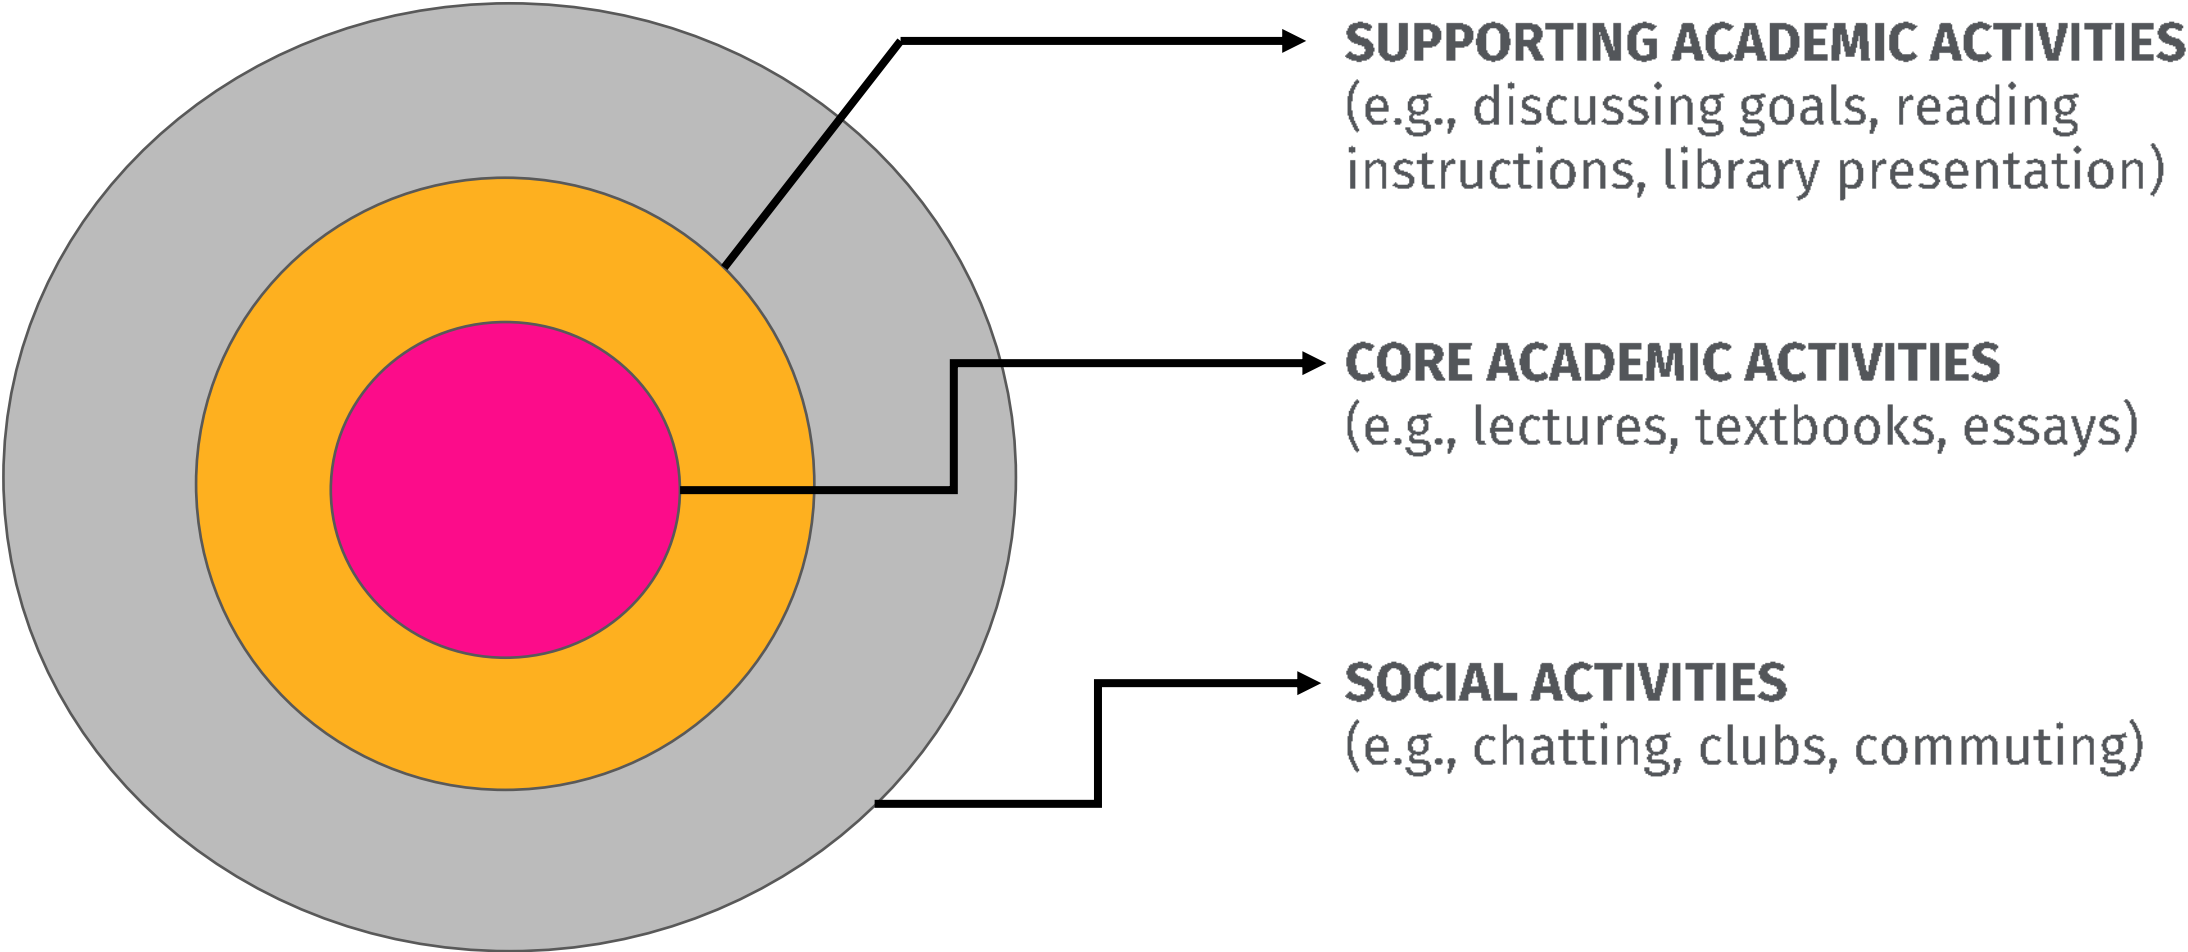 SUPPORTING ACADEMIC ACTIVITIES
(e.g., discussing goals, reading
instructions, library presentation)
CORE ACADEMIC ACTIVITIES
(e.g., lectures, textbooks, essays)
SOCIAL ACTIVITIES
(e.g., chatting, clubs, commuting)